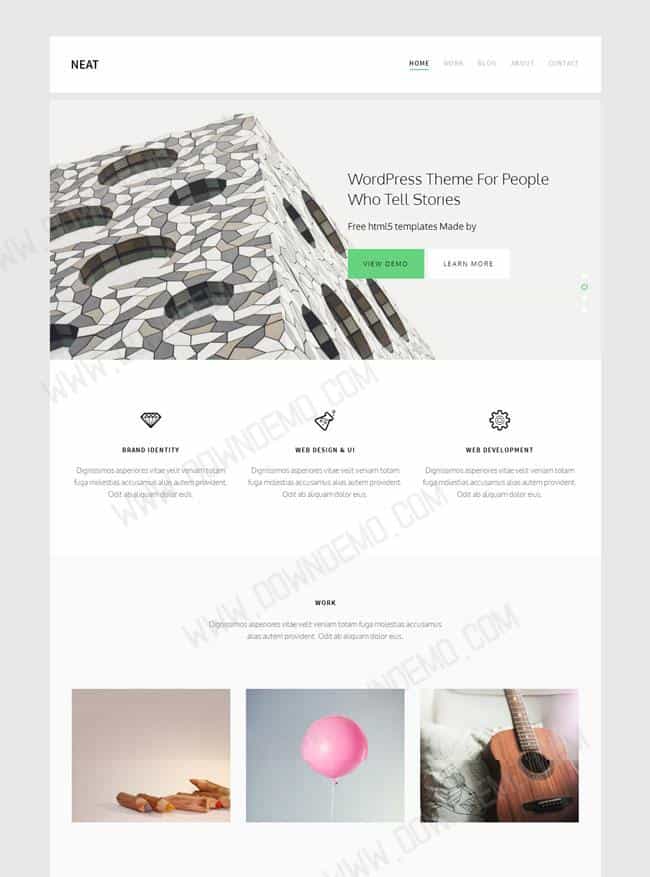 NEAT
HOME WORK BLOG ABOUT CONTACT
WordPress Theme For People
Who Tell Stories
Free html5 templates Made by
VIEW DEMO LEARN MORE
BRAND IDENTITY WEB DESIGN & UI WEB DEVELOPMENT
Dignissimos asperiores vitae velit veniam totam Dignissimos asperiores vitae velit veniam totam Dignissimos asperiores vitae velit veniam totam
fuga molestias accusamus alias autem provident. fuga molestias accusamus alias autem provident. fuga molestias accusamus alias autem provident.
Odit ab aliquam dolor eius. Odit ab aliquam dolor eius. Odit ab aliquam dolor eius.
WORK
Dignissimos asperiores vitae velit veniam totam fuga molestias accusamus
alias autem provident. Odit ab aliquam dolor eius.
WWW.DOWNDEMO.COM
WWW.DOWNDEMO.COM